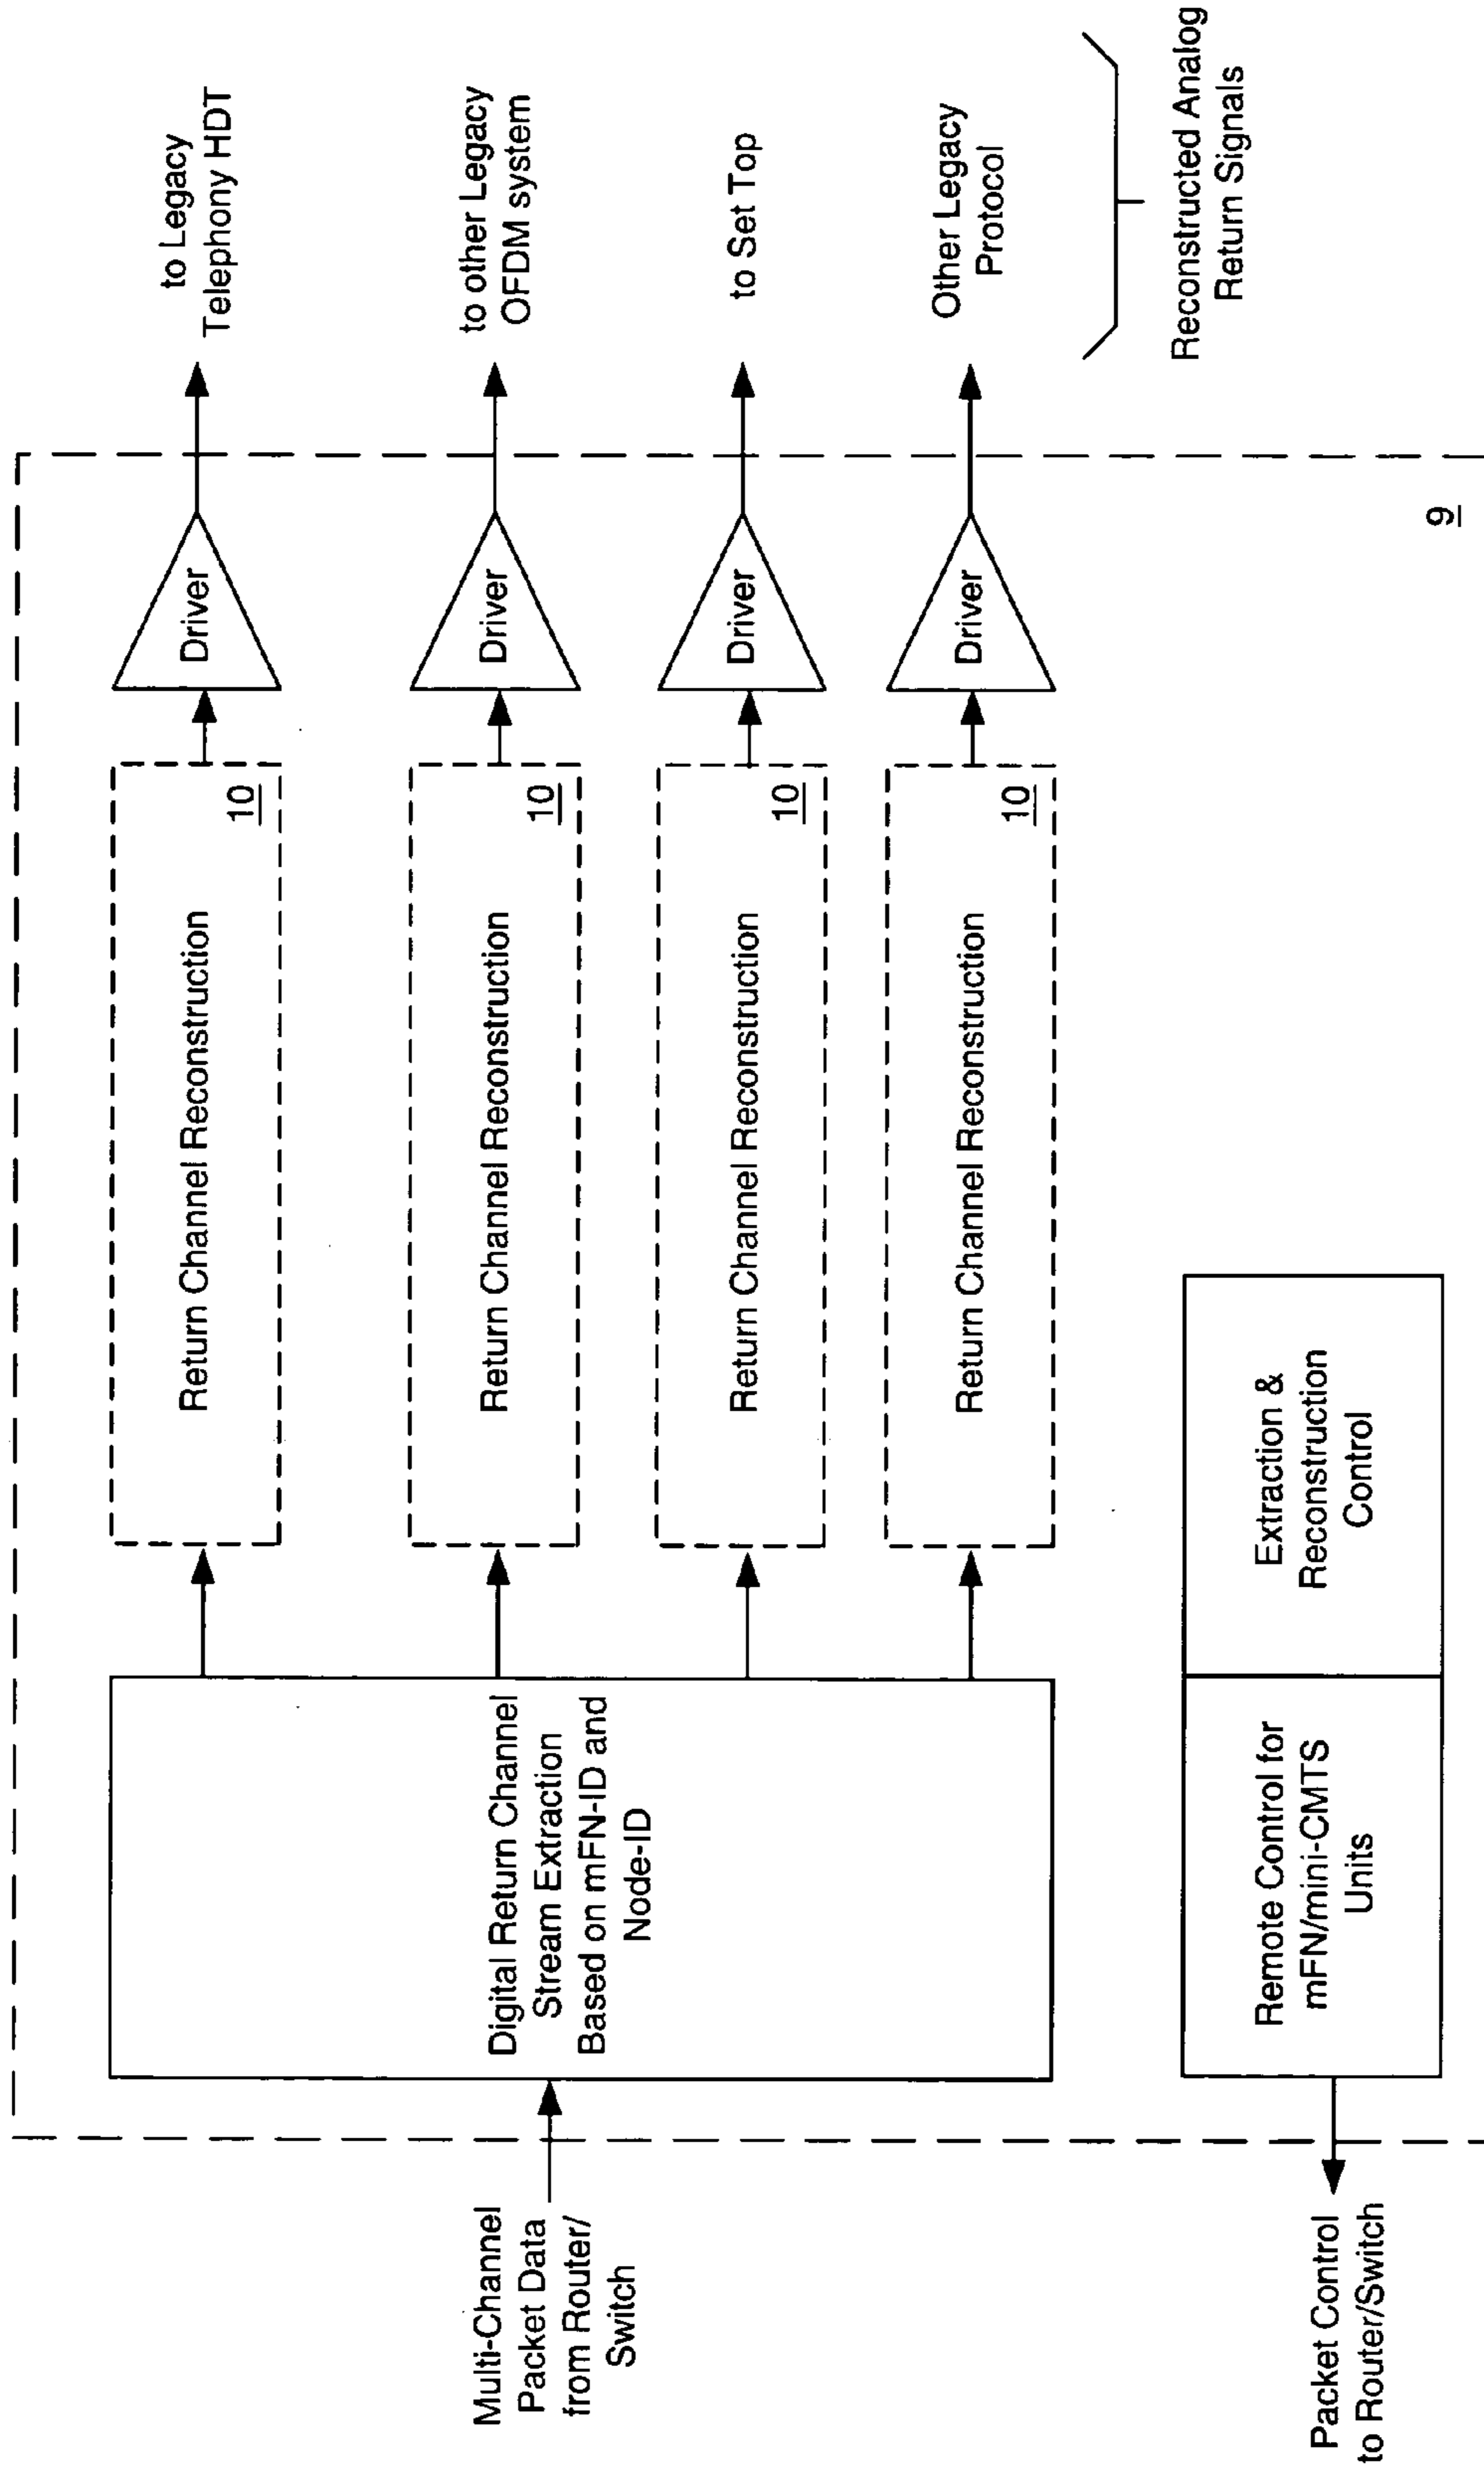 Multi-Channel
Packet Data
from Router/
Switch
Packet Control
to Router/Switch
Digital Return Channel
Stream Extraction
Based on mFN-ID and
Node-ID
Remote Control for
mFN/mini-CMTS
Units
Extraction &
Reconstruction
Control
Return Channel Reconstruction
10
Return Channel Reconstruction
10
Return Channel Reconstruction
10
Return Channel Reconstruction
10
Driver
Driver
Driver
Driver
9
to Legacy
Telephony HDT
to other Legacy
OFDM system
to Set Top
Other Legacy
Protocol
Reconstructed Analog
Return Signals